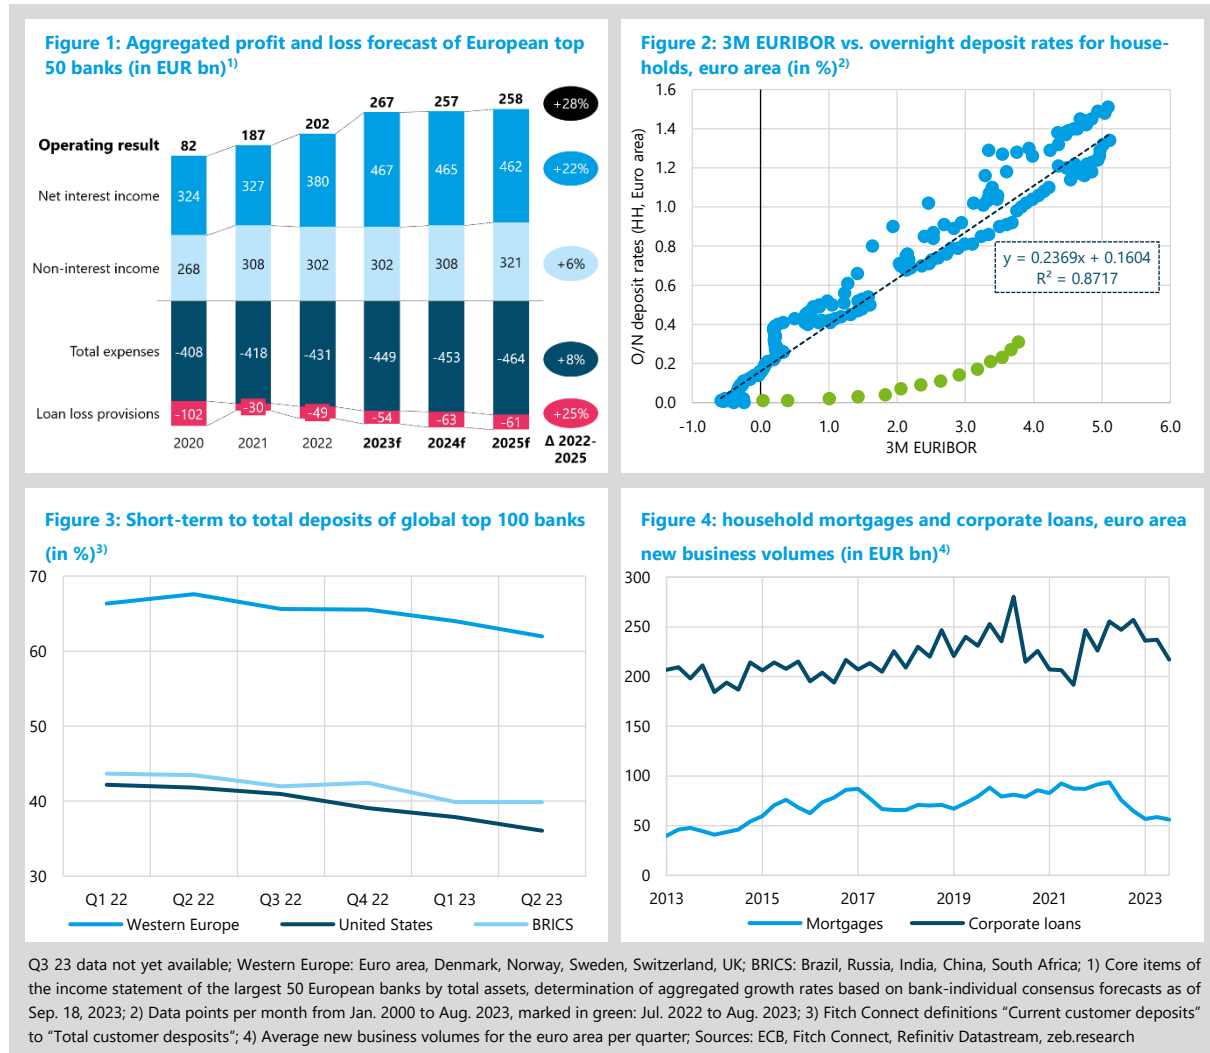 Figure 1: Aggregated profit and loss forecast of European top
50 banks (in EUR bn)1)
Operating result
Net interest income
Non-interest income
Total expenses
Loan loss provisions
82 187 202 267 257 258
324 327 380 467 465 462
268 308 302 302 308 321
-408 -418 -431 -449 -453 -464
-102 -30 -49 -54 -63 -61
2020 2021 2022 2023f 2024f 2025f
+28%
+22%
+6%
+8%
+25%
Δ 2022-
2025
Figure 2: 3M EURIBOR vs. overnight deposit rates for house-
holds, euro area (in %)2)
O/N deposit rates (HH, Euro area)
1.6
1.4
1.2
1.0
0.8
0.6
0.4
0.2
0.0
y = 0.2369x + 0.1604
R² = 0.8717
-1.0 0.0 1.0 2.0 3.0 4.0 5.0 6.0
3M EURIBOR
Figure 3: Short-term to total deposits of global top 100 banks
(in %)3)
70
60
50
40
30
Q1 22 Q2 22 Q3 22 Q4 22 Q1 23 Q2 23
Western Europe United States BRICS
Figure 4: household mortgages and corporate loans, euro area
new business volumes (in EUR bn)4)
300
250
200
150
100
50
0
2013 2015 2017 2019 2021 2023
Mortgages Corporate loans
Q3 23 data not yet available; Western Europe: Euro area, Denmark, Norway, Sweden, Switzerland, UK; BRICS: Brazil, Russia, India, China, South Africa; 1) Core items of
the income statement of the largest 50 European banks by total assets, determination of aggregated growth rates based on bank-individual consensus forecasts as of
Sep. 18, 2023; 2) Data points per month from Jan. 2000 to Aug. 2023, marked in green: Jul. 2022 to Aug. 2023; 3) Fitch Connect definitions “Current customer deposits”
to “Total customer desposits“; 4) Average new business volumes for the euro area per quarter; Sources: ECB, Fitch Connect, Refinitiv Datastream, zeb.research